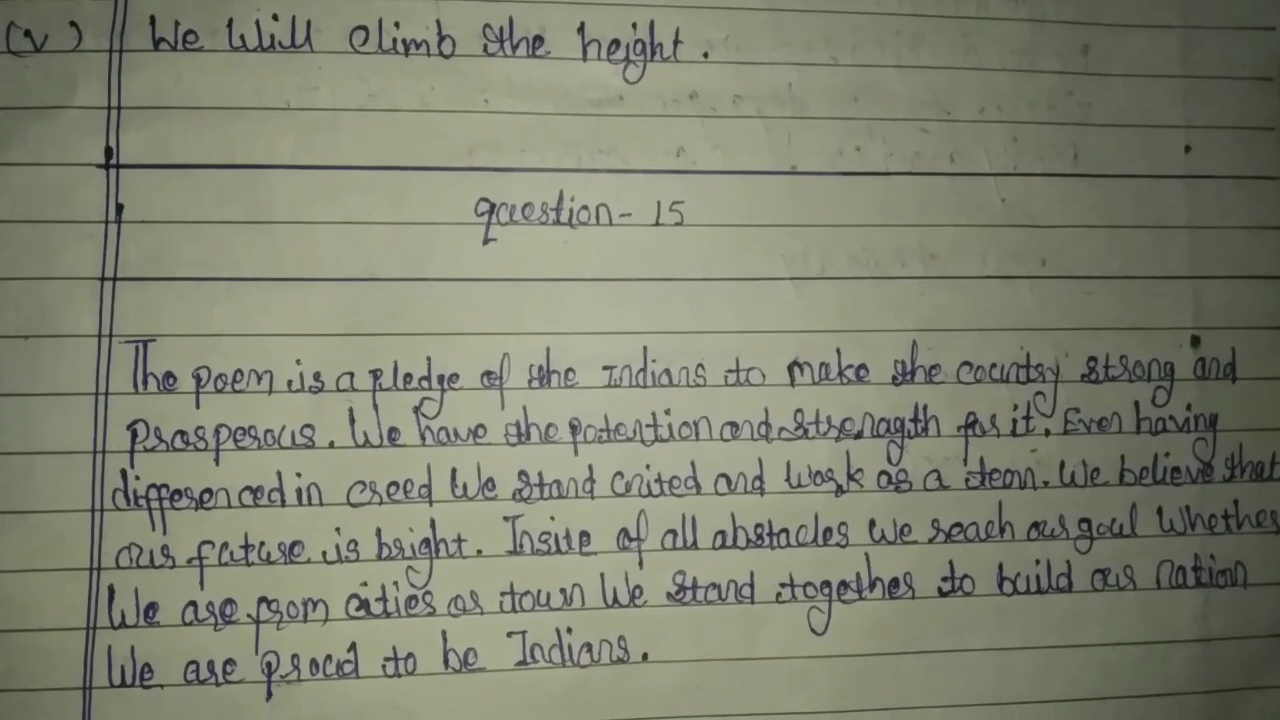 (v) We will climb the height.
question- 15
The poem is a pledge of the Indians to make the country strong and
prosperous. We have the potention and strenagth for it. Even having
differenced in creed We stand united and work as a team. We believe that
our future is bright. Insite of all abstacles we reach our goul Whether
We are from cities or town We stand together to build our nation
We are proud to be Indians.